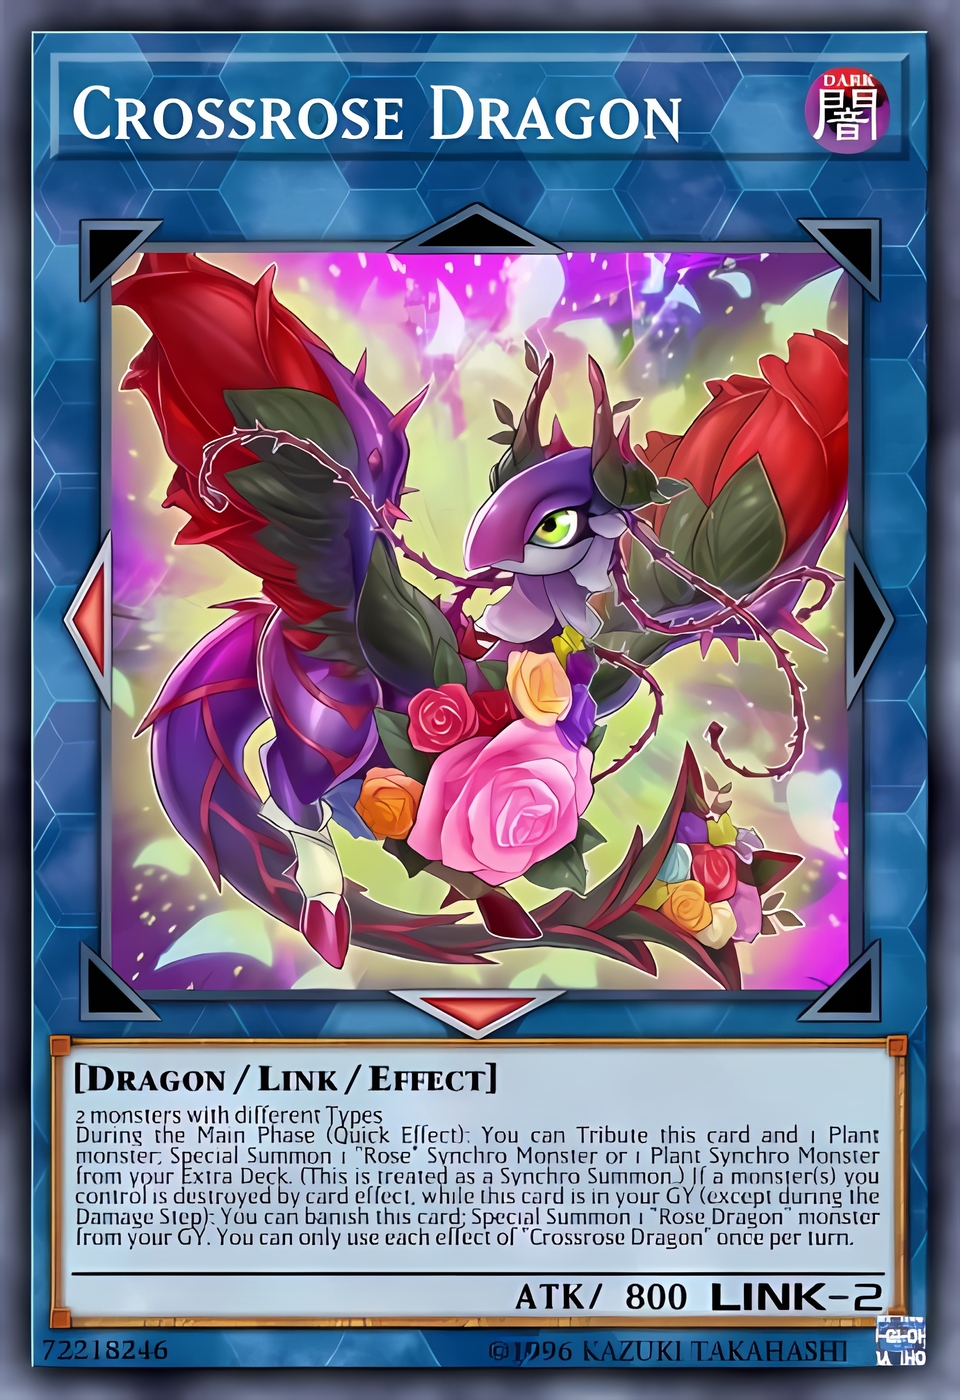 CROSSROSE DRAGON
DARK
闇
[DRAGON / LINK / EFFECT]
2 monsters with different Types
During the Main Phase (Quick Effect): You can Tribute this card and 1 Plant
monster; Special Summon 1 "Rose" Synchro Monster or 1 Plant Synchro Monster
from your Extra Deck. (This is treated as a Synchro Summon.) If a monster(s) you
control is destroyed by card effect, while this card is in your GY (except during the
Damage Step): You can banish this card; Special Summon 1 "Rose Dragon" monster
from your GY. You can only use each effect of "Crossrose Dragon" once per turn.
ATK/ 800 LINK-2
72218246
©1996 KAZUKI TAKAHASHI